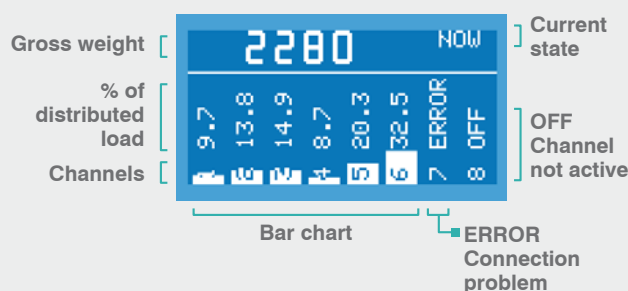 Gross weight
2280
NOW
Current
state
% of
distributed
load
9.7
13.8
14.9
8.7
20.3
32.5
ERROR
OFF
OFF
Channel
not active
Channels
4
5
6
7
8
Bar chart
ERROR
Connection
problem